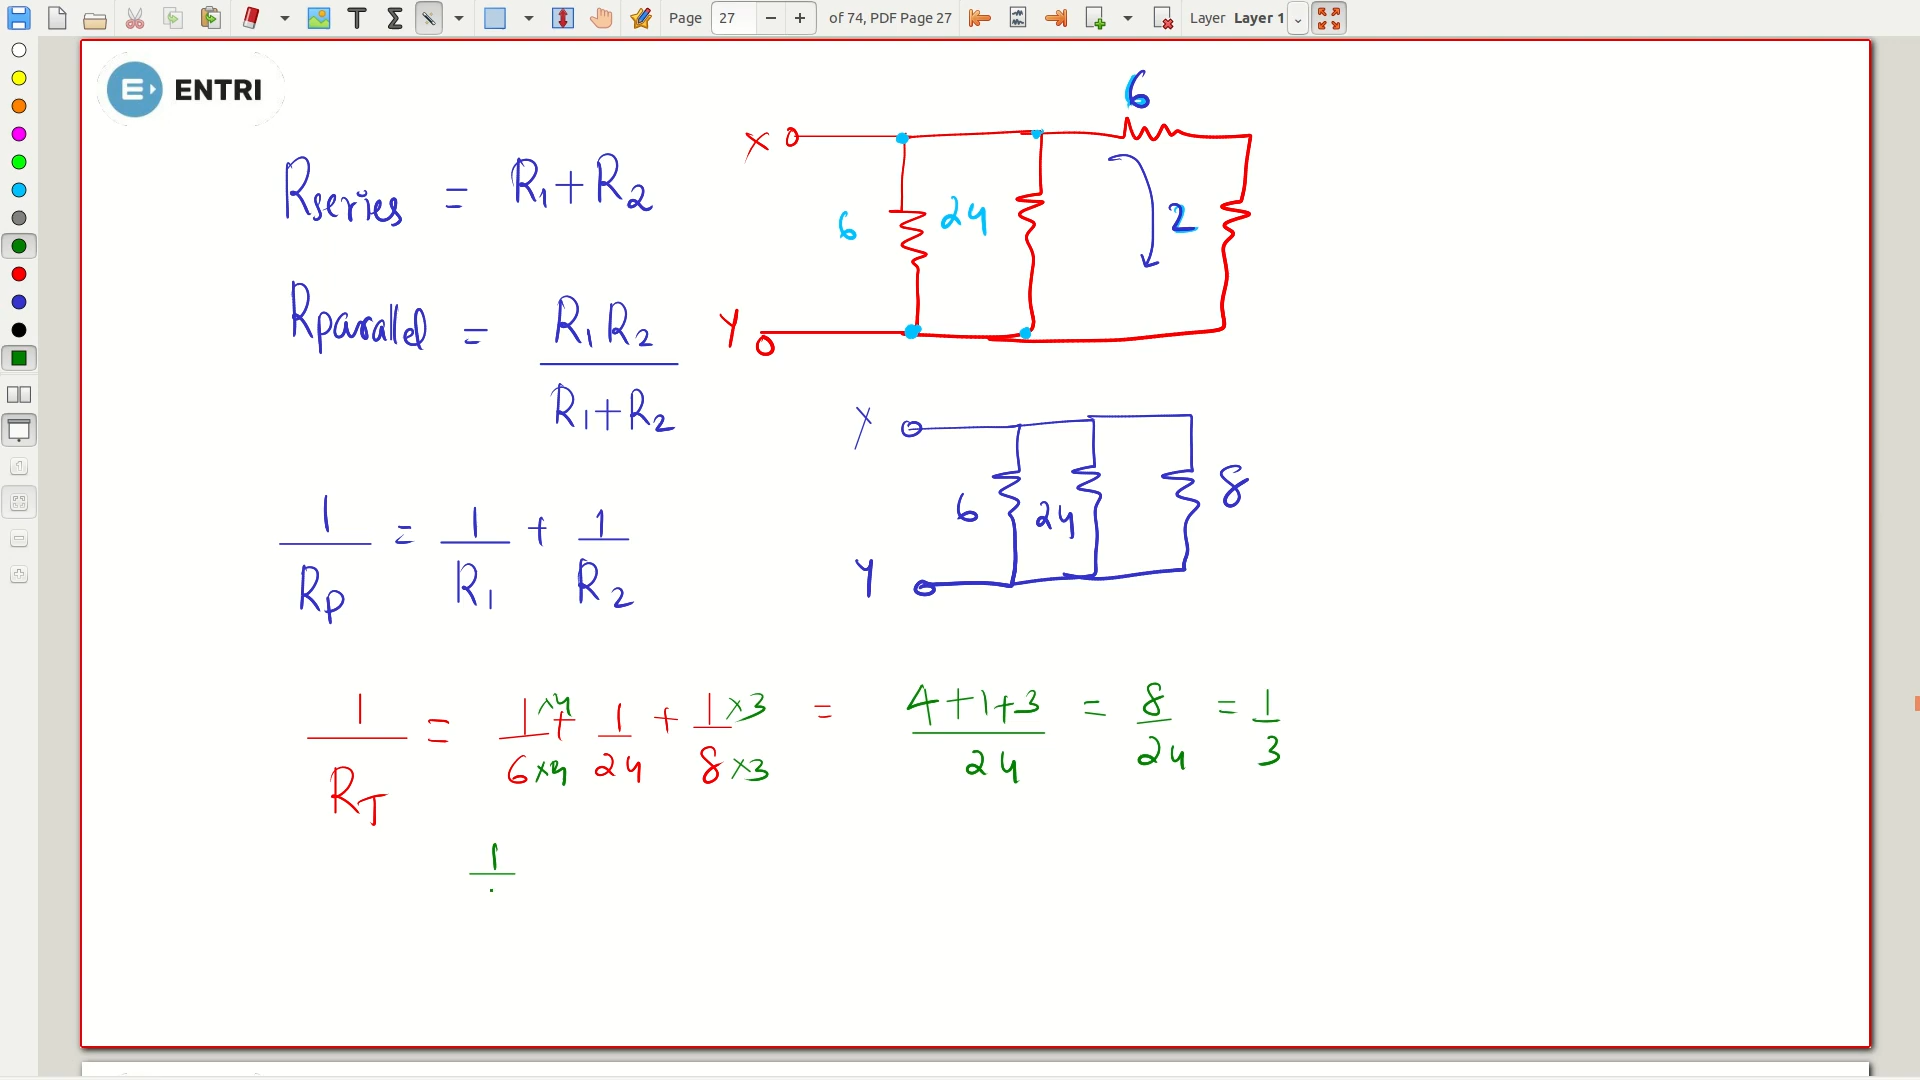 Page 27 of 74, PDF Page 27 Layer Layer 1
E ENTRI
Rseries = R1+R2
Rparallel = R1 R2
R1+R2
1/RP = 1/R1 + 1/R2
6
X
6 24 2
Y
X
6 24 8
Y
1/RT = 1×4/6×4 + 1/24 + 1×3/8×3 = 4+1+3/24 = 8/24 = 1/3
1